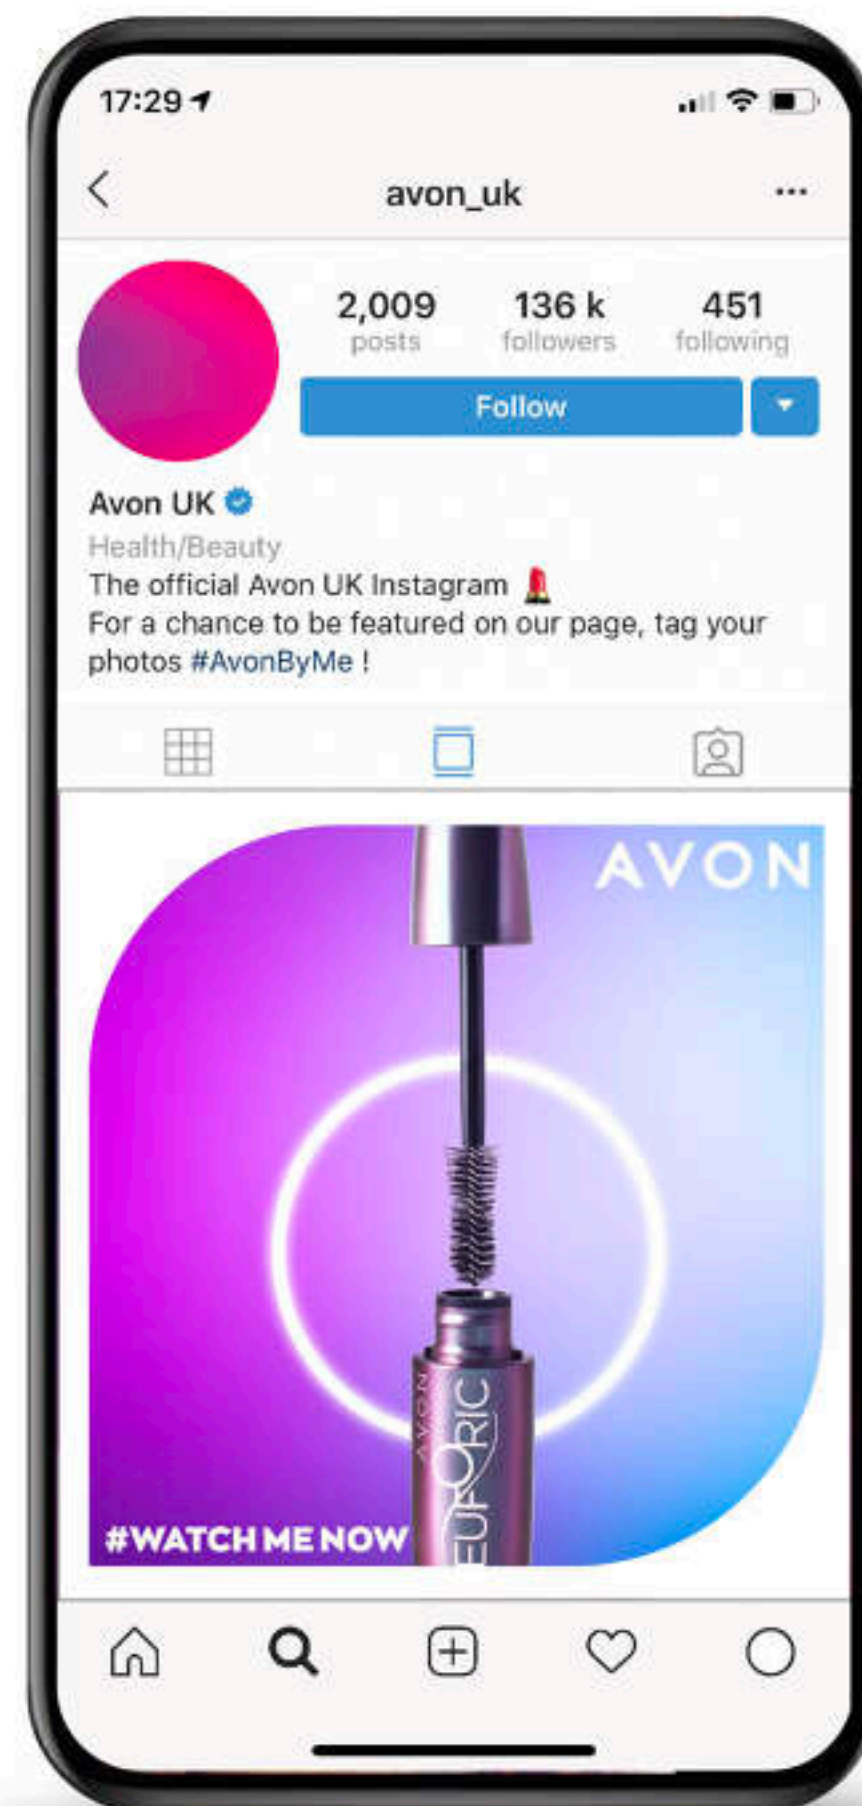 17:29
avon_uk
2,009 136 k 451
posts followers following
Follow
Avon UK
Health/Beauty
The official Avon UK Instagram
For a chance to be featured on our page, tag your
photos #AvonByMe !
AVON
AVON
EUPORIC
#WATCH ME NOW